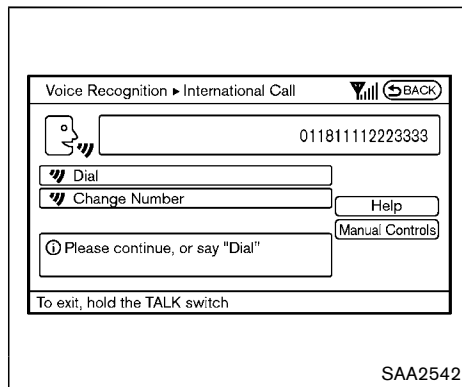 Voice Recognition ▸ International Call BACK
011811112223333
Dial
Change Number
Help
Manual Controls
Please continue, or say "Dial"
To exit, hold the TALK switch
SAA2542